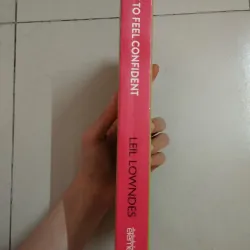 TO FEEL CONFIDENT
LEIL LOWNDES